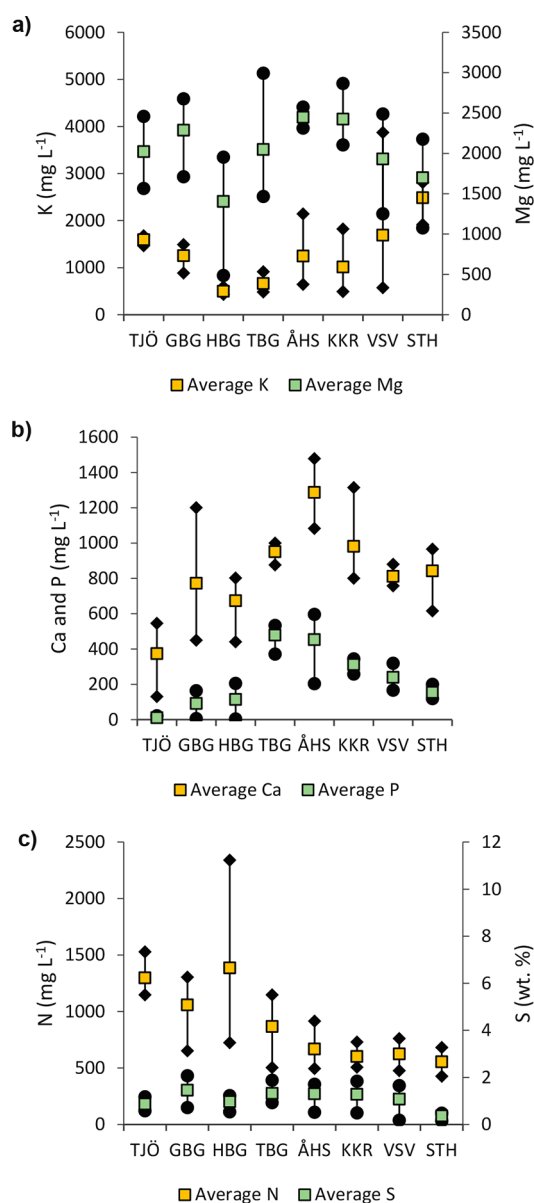 a)
6000
5000
4000
3000
2000
1000
0
K (mg L⁻¹)
3500
3000
2500
2000
1500
1000
500
0
Mg (mg L⁻¹)
TJÖ GBG HBG TBG ÅHS KKR VSV STH
Average K Average Mg
b)
1600
1400
1200
1000
800
600
400
200
0
Ca and P (mg L⁻¹)
TJÖ GBG HBG TBG ÅHS KKR VSV STH
Average Ca Average P
c)
2500
2000
1500
1000
500
0
N (mg L⁻¹)
12
10
8
6
4
2
0
S (wt. %)
TJÖ GBG HBG TBG ÅHS KKR VSV STH
Average N Average S